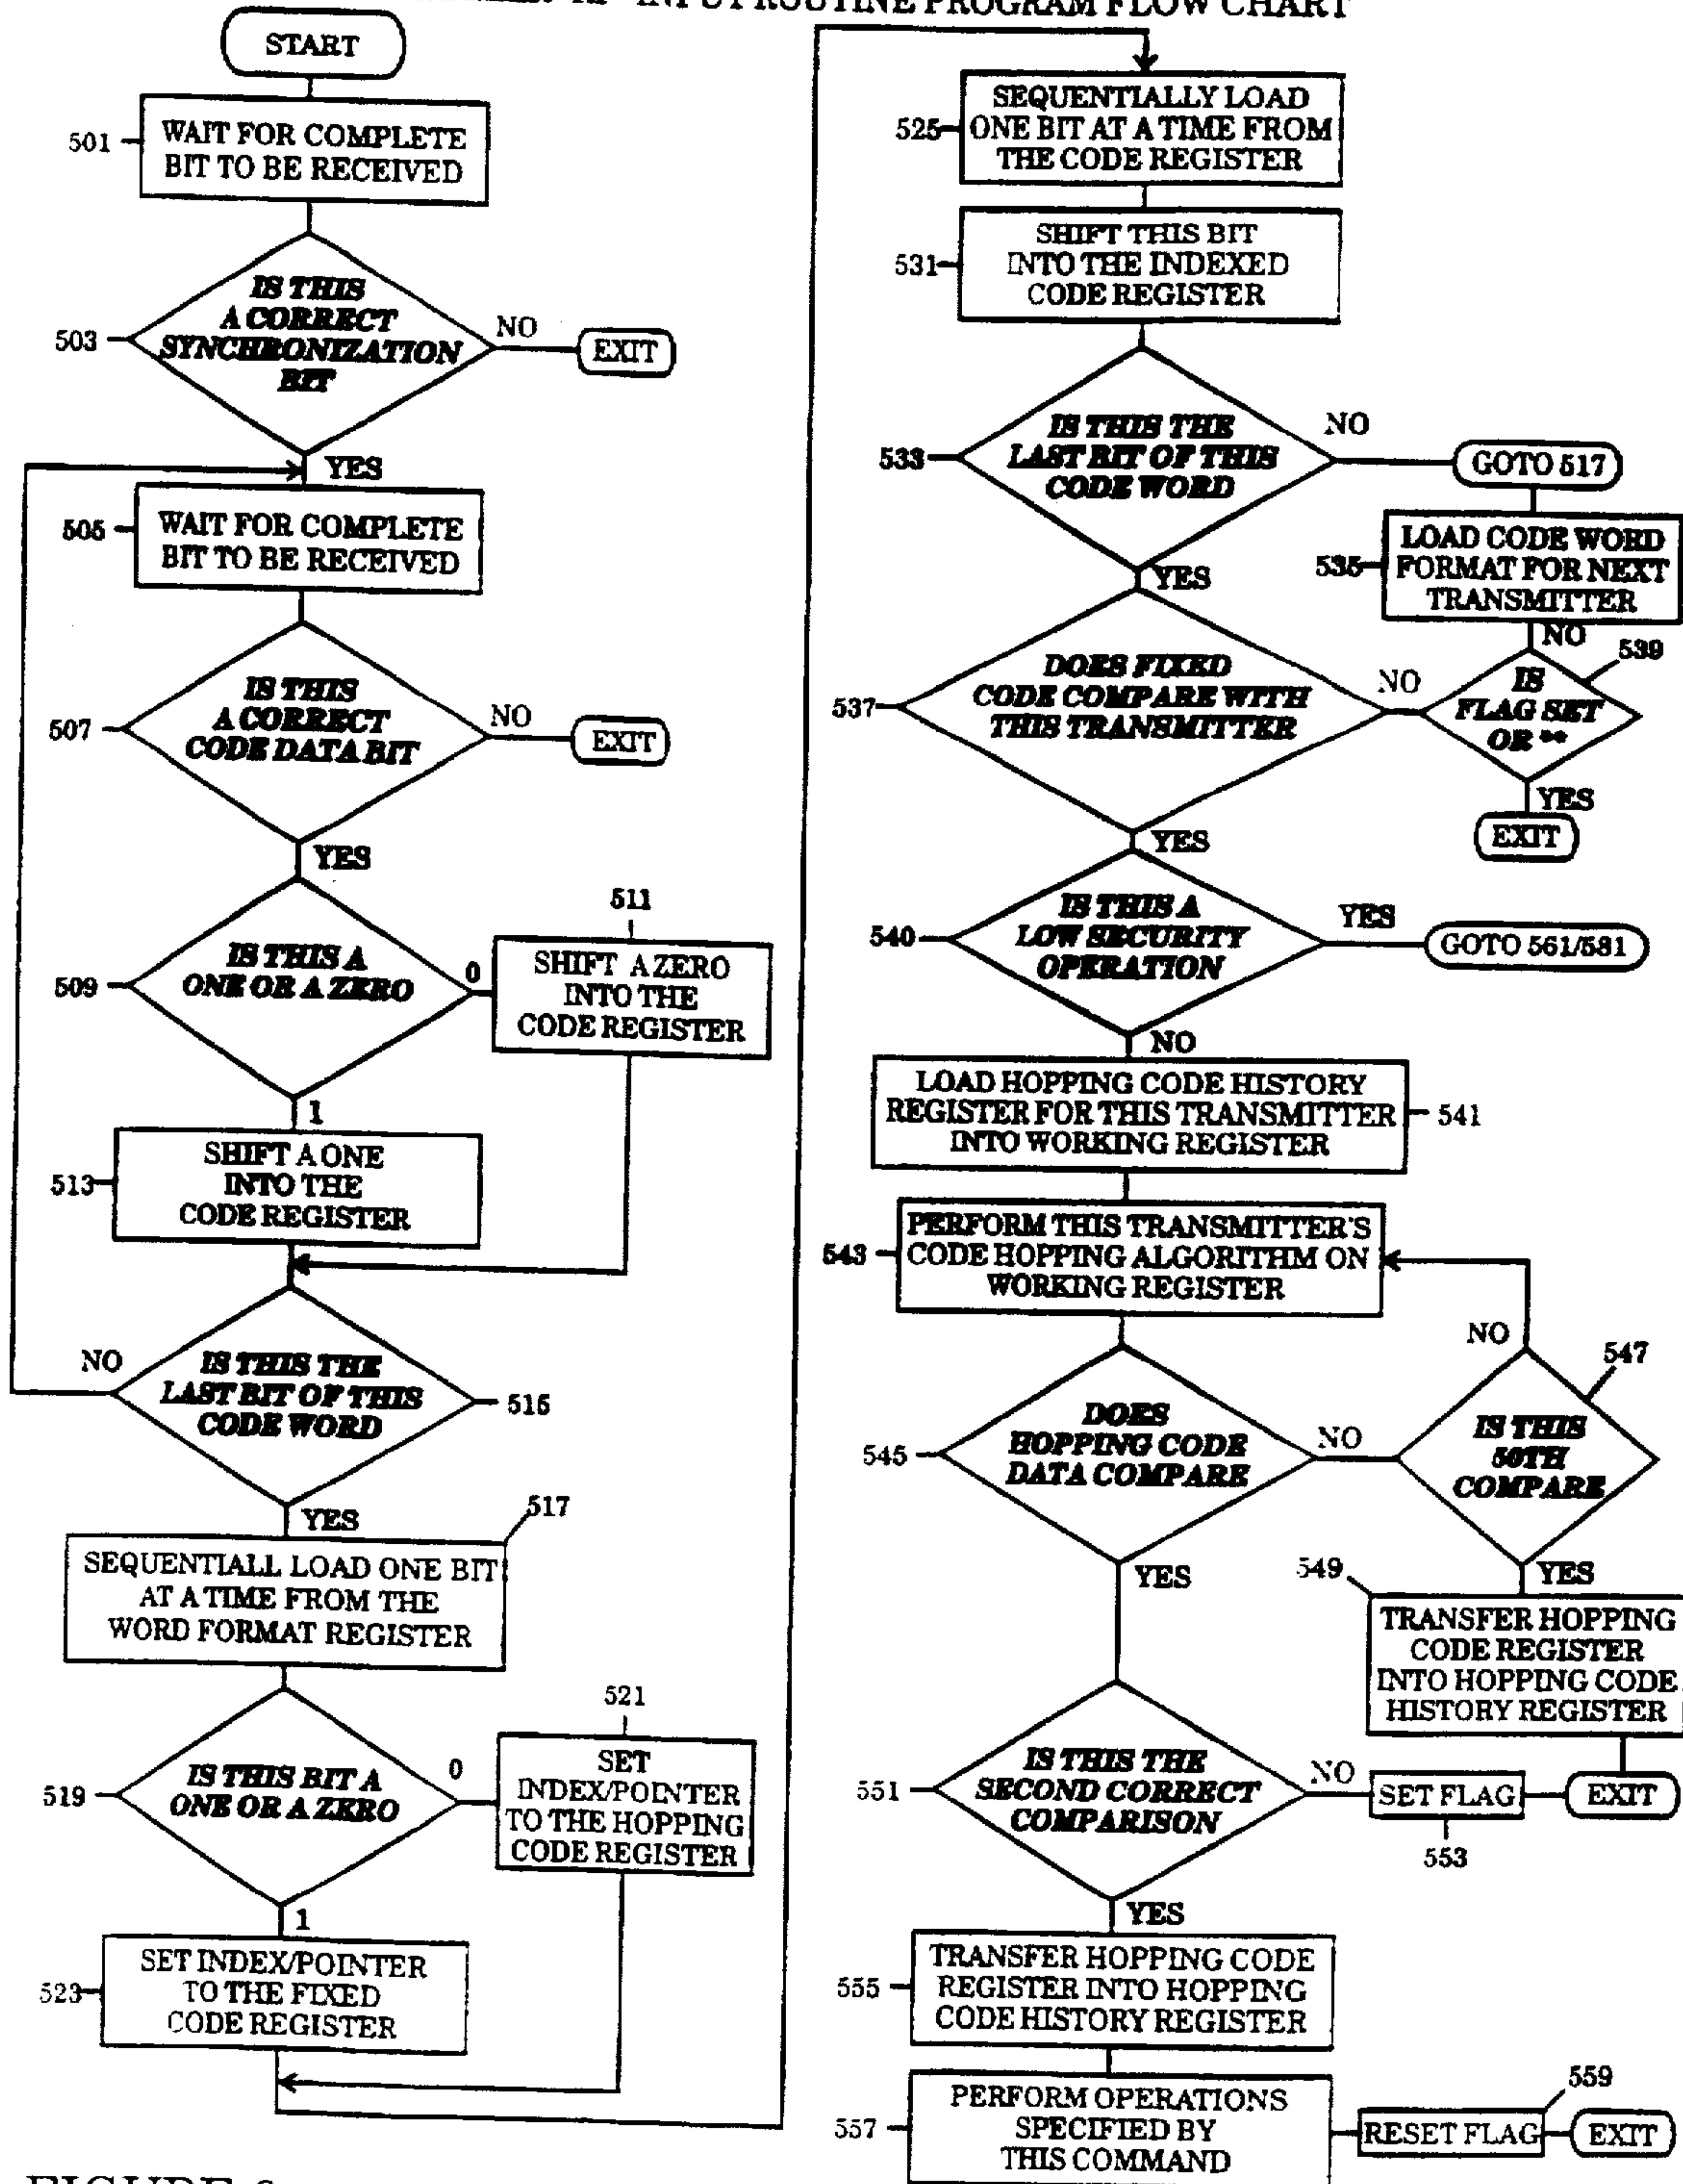 INPUT ROUTINE PROGRAM FLOW CHART
START
501
WAIT FOR COMPLETE
BIT TO BE RECEIVED
503
IS THIS
A CORRECT
SYNCHRONIZATION
BIT
NO
EXIT
YES
505
WAIT FOR COMPLETE
BIT TO BE RECEIVED
507
IS THIS
A CORRECT
CODE DATA BIT
NO
EXIT
YES
509
IS THIS A
ONE OR A ZERO
0
511
SHIFT A ZERO
INTO THE
CODE REGISTER
1
513
SHIFT A ONE
INTO THE
CODE REGISTER
NO
IS THIS THE
LAST BIT OF THIS
CODE WORD
515
YES
517
SEQUENTIALL LOAD ONE BIT
AT A TIME FROM THE
WORD FORMAT REGISTER
519
IS THIS BIT A
ONE OR A ZERO
0
521
SET
INDEX/POINTER
TO THE HOPPING
CODE REGISTER
1
523
SET INDEX/POINTER
TO THE FIXED
CODE REGISTER
525
SEQUENTIALLY LOAD
ONE BIT AT A TIME FROM
THE CODE REGISTER
531
SHIFT THIS BIT
INTO THE INDEXED
CODE REGISTER
533
IS THIS THE
LAST BIT OF THIS
CODE WORD
NO
GOTO 517
YES
535
LOAD CODE WORD
FORMAT FOR NEXT
TRANSMITTER
NO
539
537
DOES FIXED
CODE COMPARE WITH
THIS TRANSMITTER
NO
IS
FLAG SET
OR **
YES
EXIT
YES
540
IS THIS A
LOW SECURITY
OPERATION
YES
GOTO 561/581
NO
LOAD HOPPING CODE HISTORY
REGISTER FOR THIS TRANSMITTER
INTO WORKING REGISTER
541
543
PERFORM THIS TRANSMITTER'S
CODE HOPPING ALGORITHM ON
WORKING REGISTER
NO
547
545
DOES
HOPPING CODE
DATA COMPARE
NO
IS THIS
50TH
COMPARE
YES
YES
549
TRANSFER HOPPING
CODE REGISTER
INTO HOPPING CODE
HISTORY REGISTER
551
IS THIS THE
SECOND CORRECT
COMPARISON
NO
SET FLAG
553
EXIT
YES
555
TRANSFER HOPPING CODE
REGISTER INTO HOPPING
CODE HISTORY REGISTER
557
PERFORM OPERATIONS
SPECIFIED BY
THIS COMMAND
559
RESET FLAG
EXIT
FIGURE